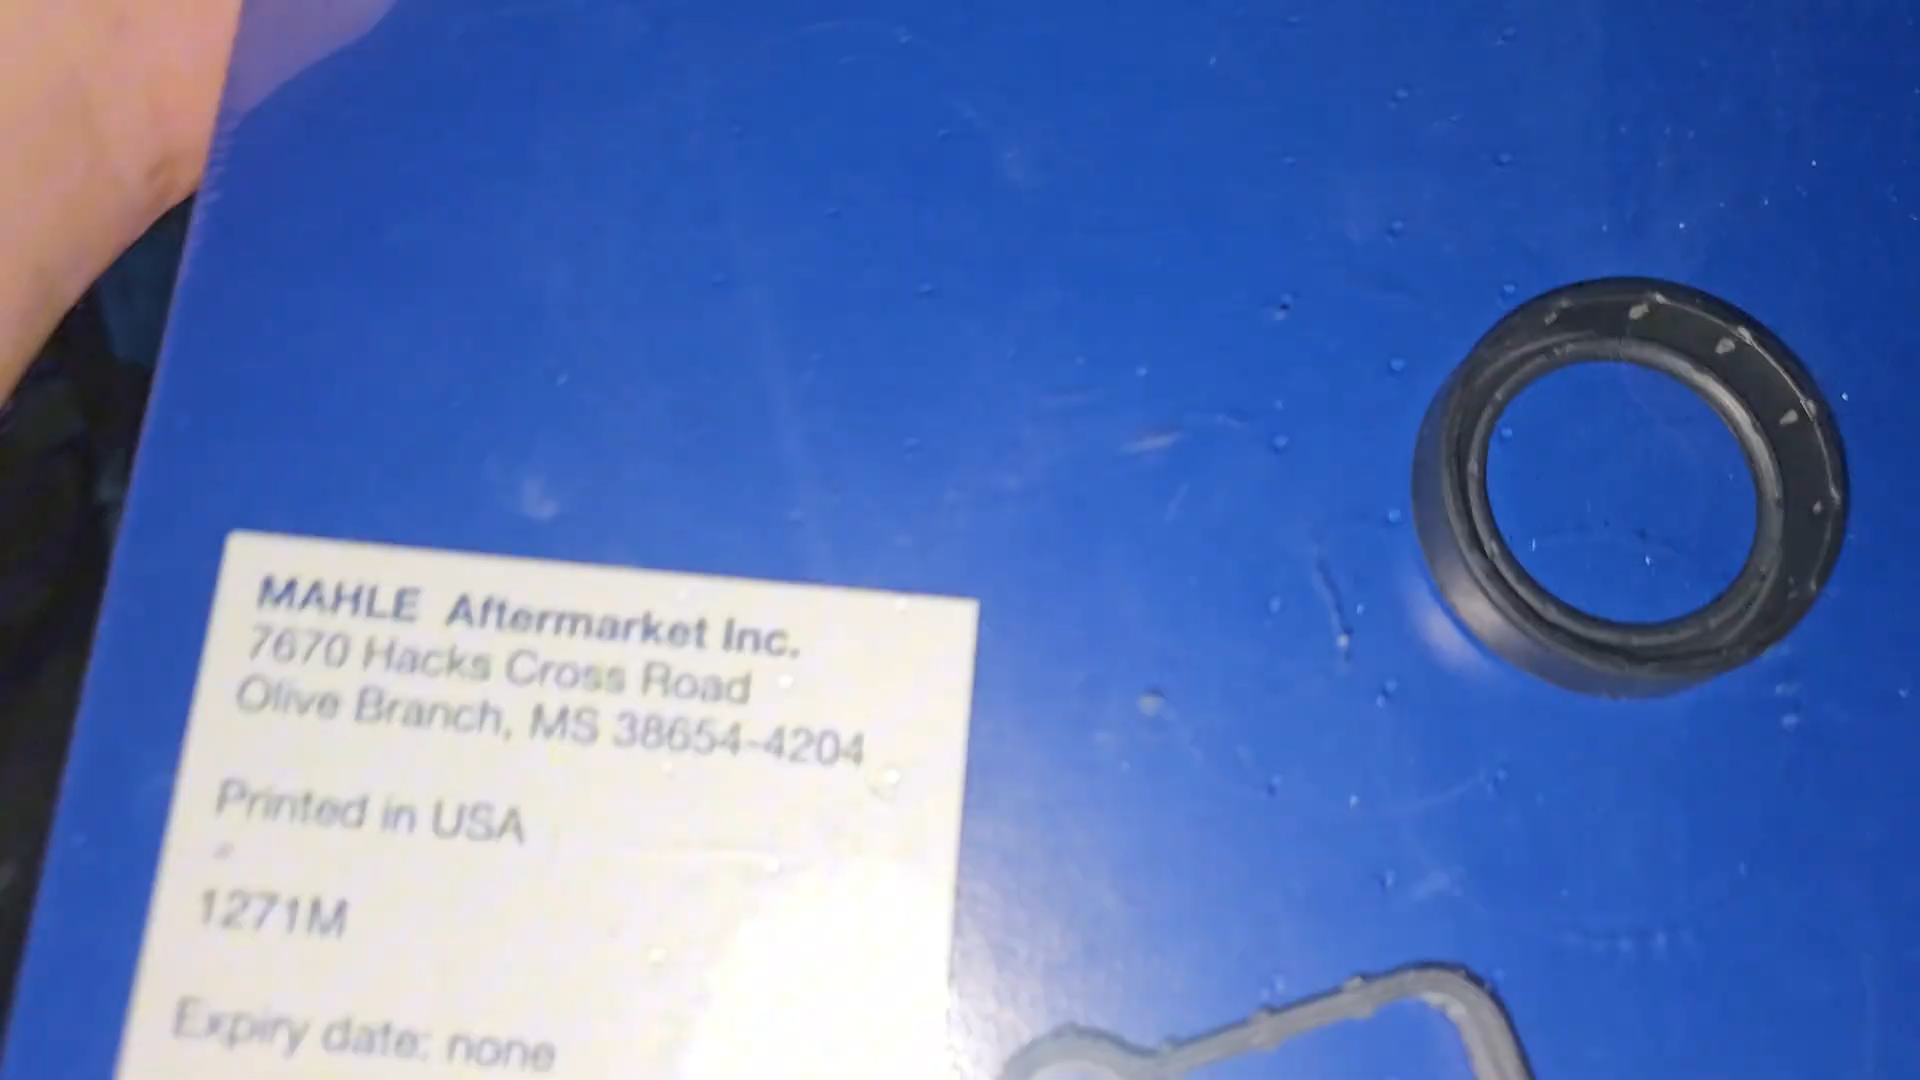 MAHLE Aftermarket Inc.
7670 Hacks Cross Road
Olive Branch, MS 38654-4204
Printed in USA
1271M
Expiry date: none